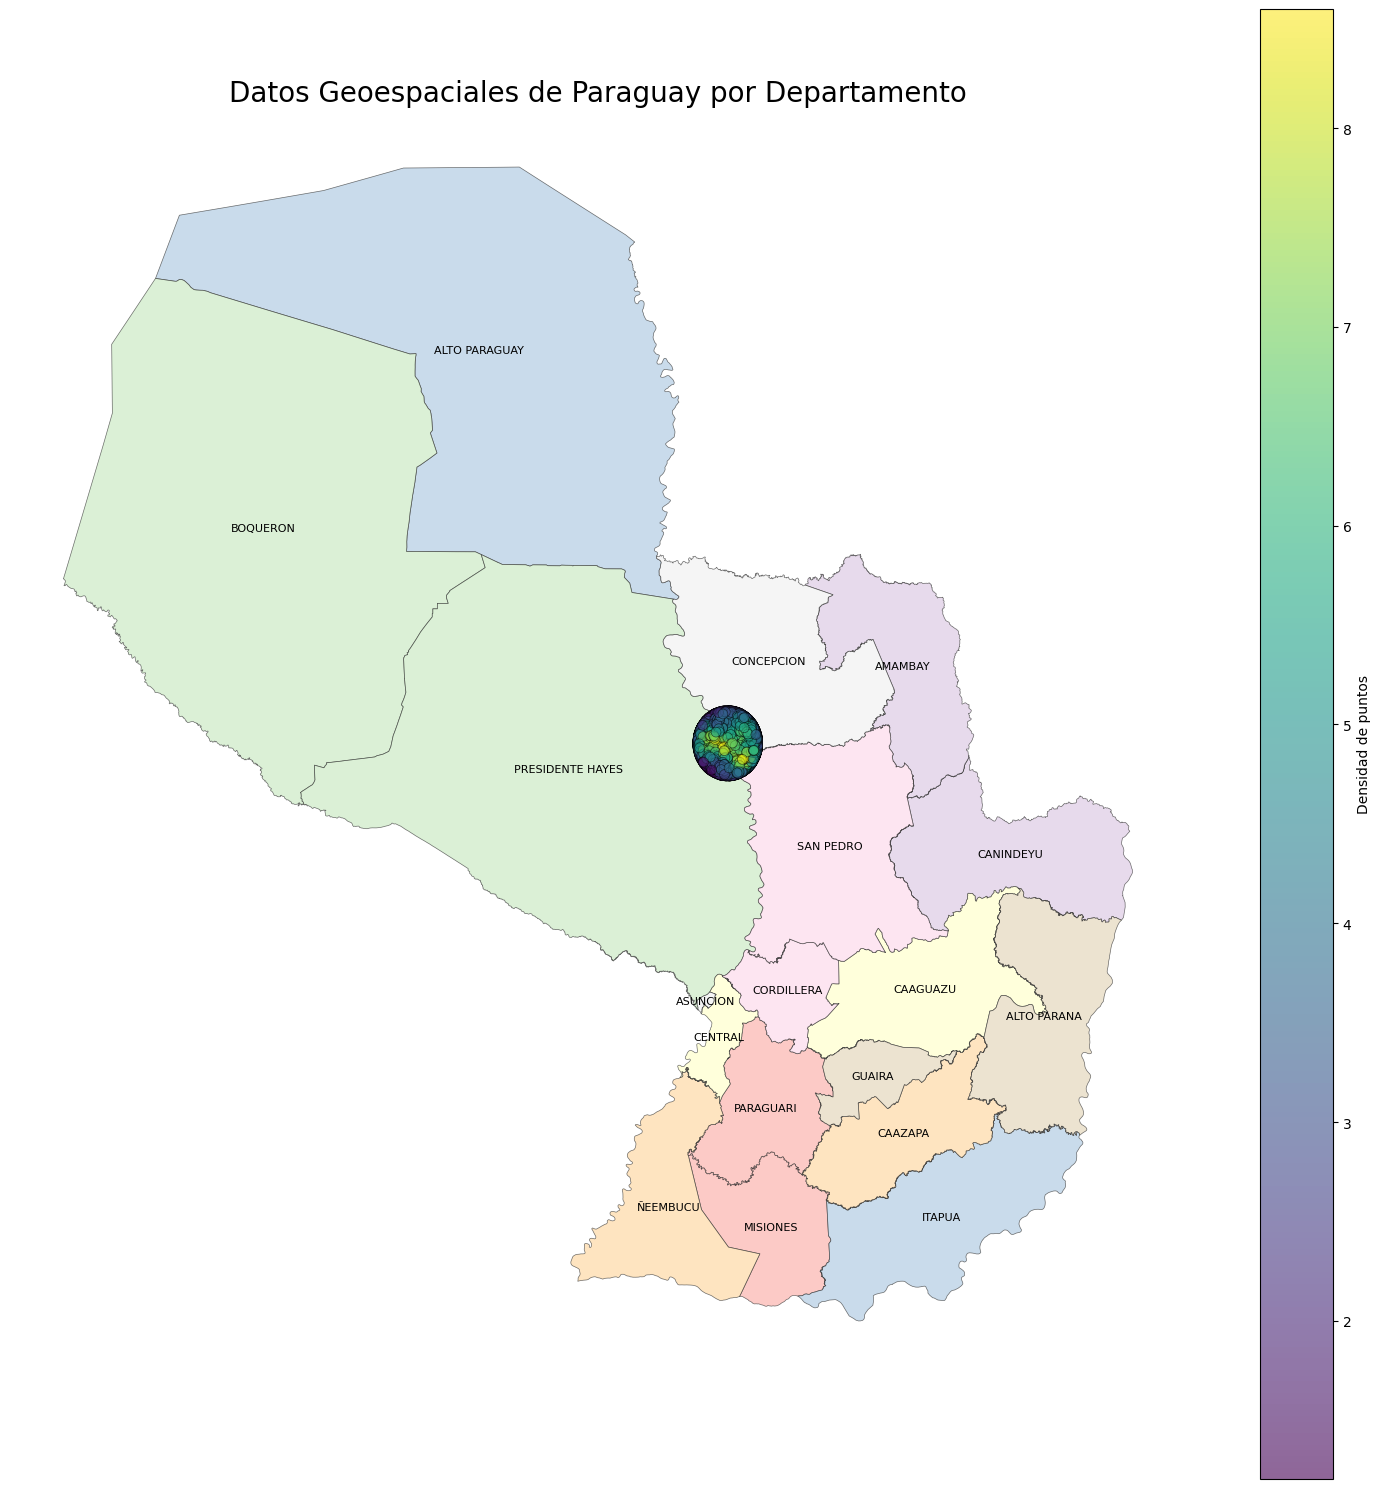 Datos Geoespaciales de Paraguay por Departamento
8
ALTO PARAGUAY
7
BOQUERON
6
CONCEPCION
AMAMBAY
5
Densidad de puntos
PRESIDENTE HAYES
SAN PEDRO
CANINDEYU
4
CORDILLERA
CAAGUAZU
ASUNCION
ALTO PARANA
CENTRAL
GUAIRA
PARAGUARI
3
CAAZAPA
ÑEEMBUCU
ITAPUA
MISIONES
2